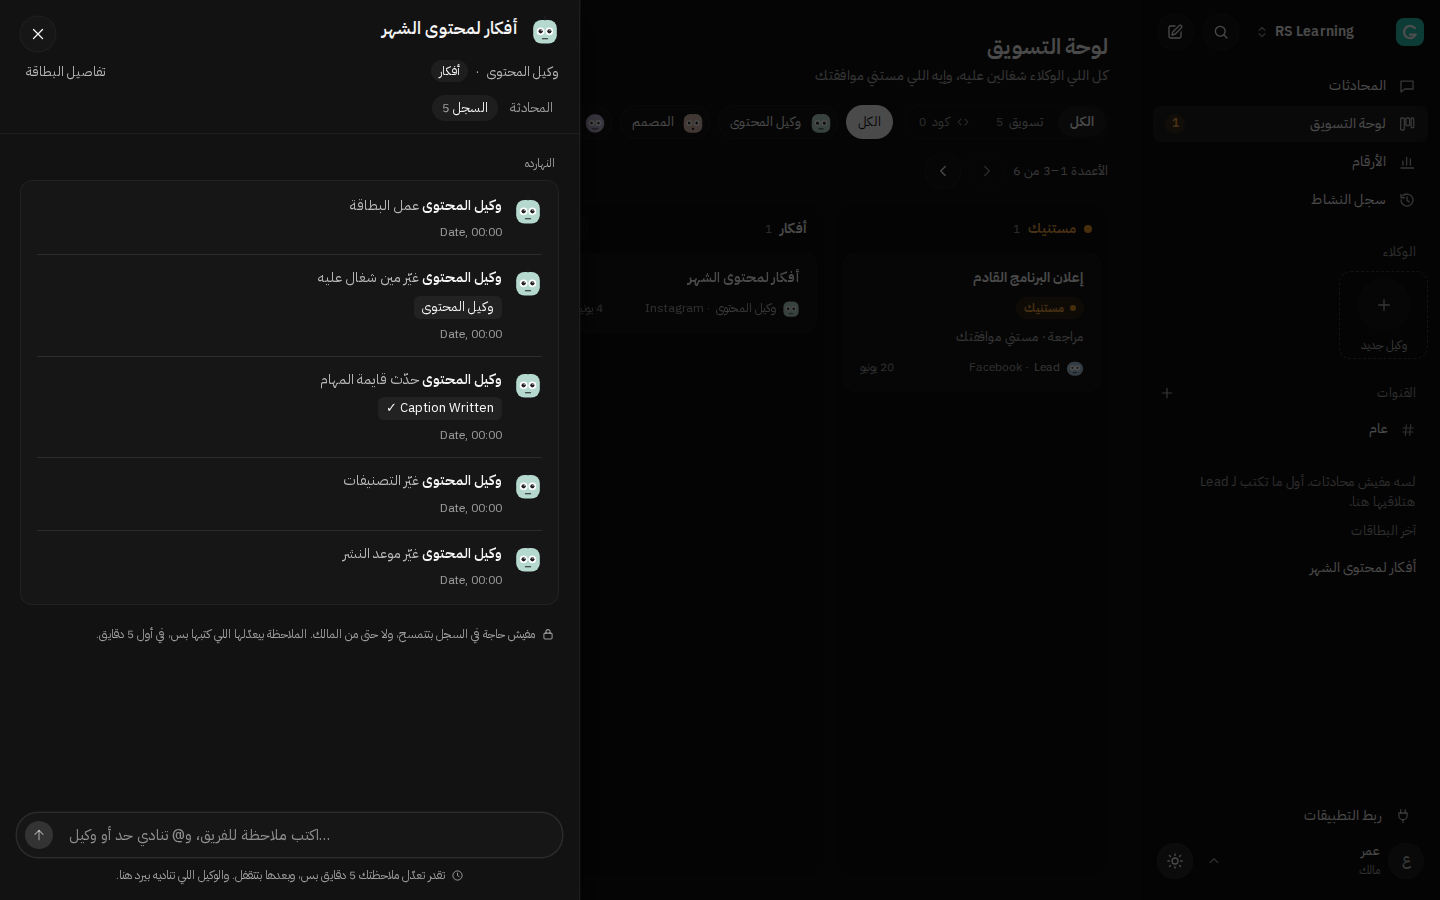 أفكار لمحتوى الشهر
وكيل المحتوى · أفكار
تفاصيل البطاقة
المحادثة
السجل 5
النهارده
وكيل المحتوى عمل البطاقة
Date, 00:00
وكيل المحتوى غيّر مين شغال عليه
وكيل المحتوى
Date, 00:00
وكيل المحتوى حدّث قايمة المهام
✓ Caption Written
Date, 00:00
وكيل المحتوى غيّر التصنيفات
Date, 00:00
وكيل المحتوى غيّر موعد النشر
Date, 00:00
مفيش حاجة في السجل بتتمسح، ولا حتى من المالك. الملاحظة بيعدّلها اللي كتبها بس، في أول 5 دقايق.
اكتب ملاحظة للفريق، و@ تنادي حد أو وكيل...
تقدر تعدّل ملاحظتك 5 دقايق بس، وبعدها بتتقفل. والوكيل اللي تناديه بيرد هنا.
RS Learning
المحادثات
لوحة التسويق
1
الأرقام
سجل النشاط
الوكلاء
وكيل جديد
القنوات
عام
لسه مفيش محادثات. أول ما تكتب لـ Lead
هتلاقيها هنا.
آخر البطاقات
أفكار لمحتوى الشهر
ربط التطبيقات
ع
عمر
مالك
لوحة التسويق
كل اللي الوكلاء شغالين عليه، وإيه اللي مستني موافقتك
الكل
تسويق 5
كود 0
الكل
وكيل المحتوى
المصمم
الأعمدة 1–3 من 6
مستنيك 1
إعلان البرنامج القادم
مستنيك
مراجعة · مستني موافقتك
Lead · Facebook
20 يونيو
أفكار 1
أفكار لمحتوى الشهر
وكيل المحتوى · Instagram